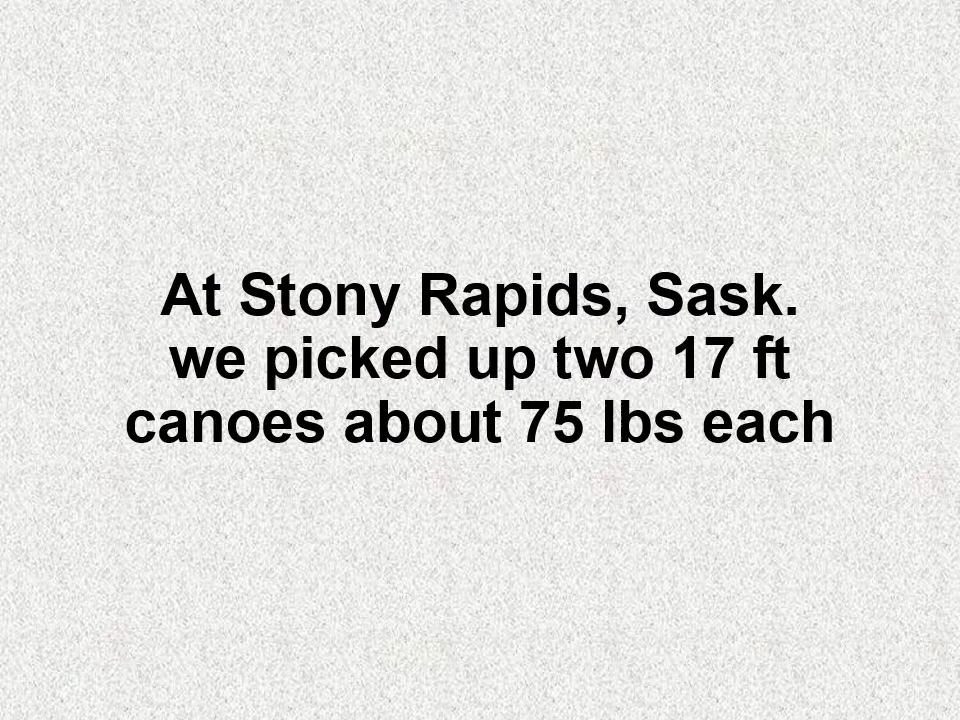 At Stony Rapids, Sask.
we picked up two 17 ft
canoes about 75 lbs each